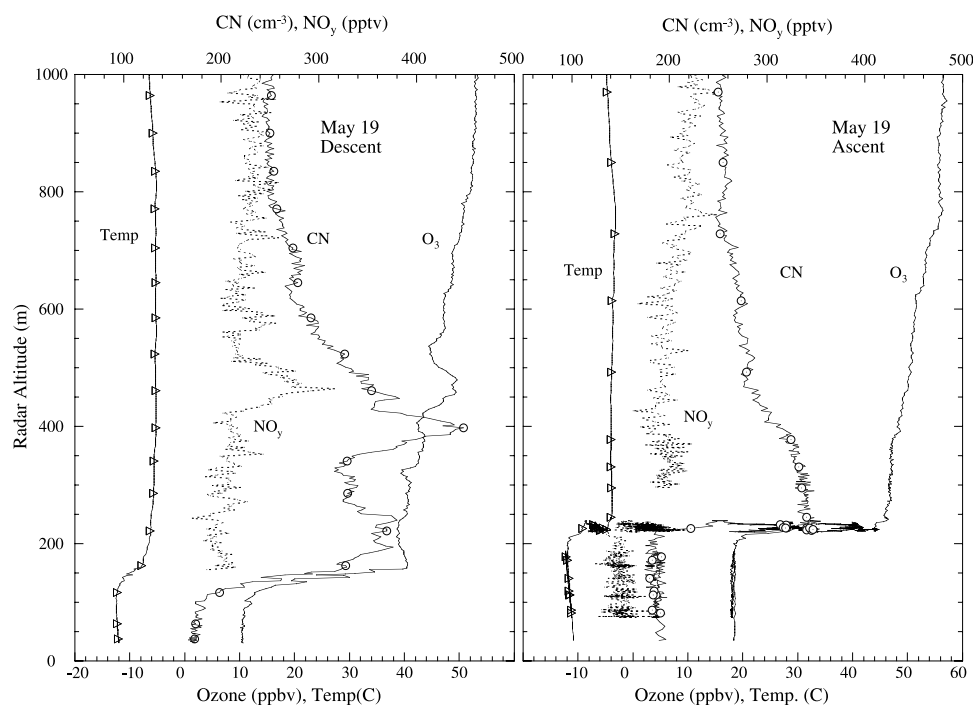 CN (cm⁻³), NOy (pptv)
CN (cm⁻³), NOy (pptv)
100 200 300 400 500
100 200 300 400 500
1000
800
600
400
200
0
Radar Altitude (m)
May 19
Descent
Temp
CN
O3
NOy
May 19
Ascent
Temp
CN
O3
NOy
-20 -10 0 10 20 30 40 50
-10 0 10 20 30 40 50 60
Ozone (ppbv), Temp(C)
Ozone (ppbv), Temp. (C)